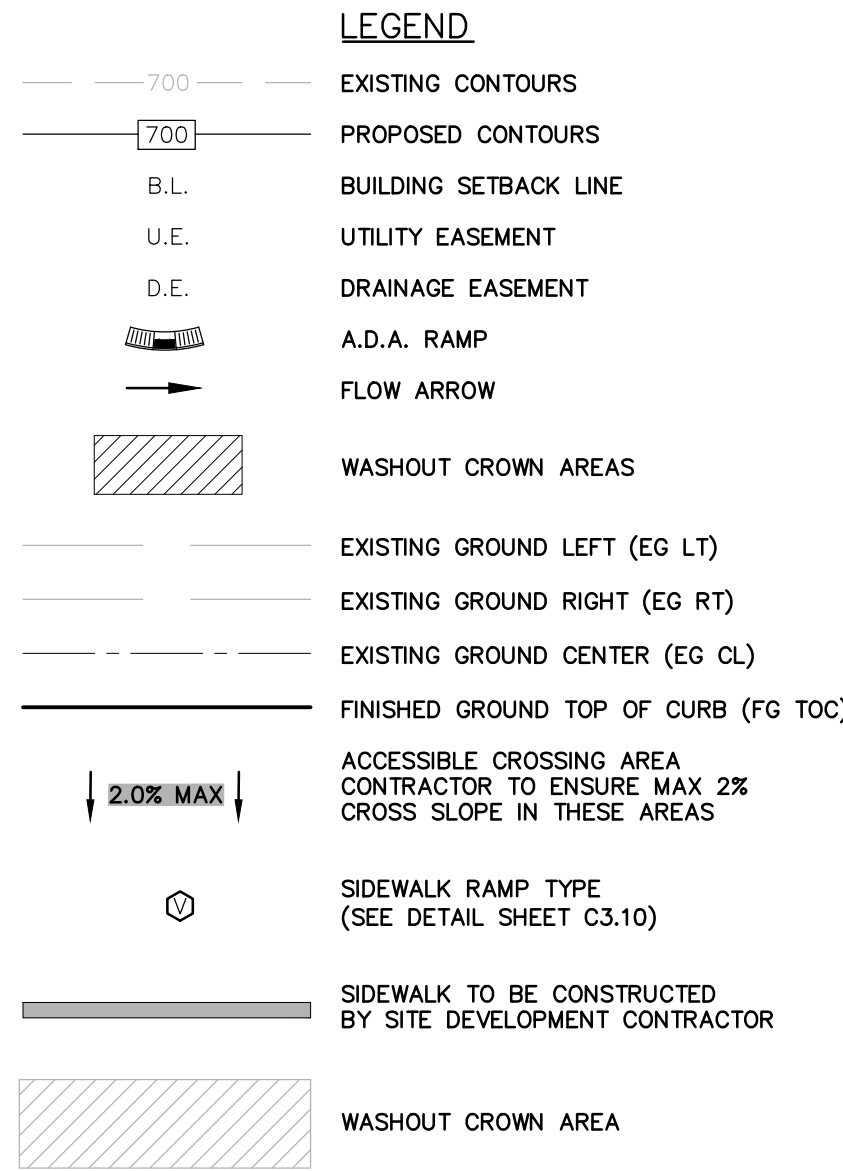 LEGEND
700 EXISTING CONTOURS
700 PROPOSED CONTOURS
B.L. BUILDING SETBACK LINE
U.E. UTILITY EASEMENT
D.E. DRAINAGE EASEMENT
A.D.A. RAMP
FLOW ARROW
WASHOUT CROWN AREAS
EXISTING GROUND LEFT (EG LT)
EXISTING GROUND RIGHT (EG RT)
EXISTING GROUND CENTER (EG CL)
FINISHED GROUND TOP OF CURB (FG TOC)
2.0% MAX
ACCESSIBLE CROSSING AREA
CONTRACTOR TO ENSURE MAX 2%
CROSS SLOPE IN THESE AREAS
V
SIDEWALK RAMP TYPE
(SEE DETAIL SHEET C3.10)
SIDEWALK TO BE CONSTRUCTED
BY SITE DEVELOPMENT CONTRACTOR
WASHOUT CROWN AREA